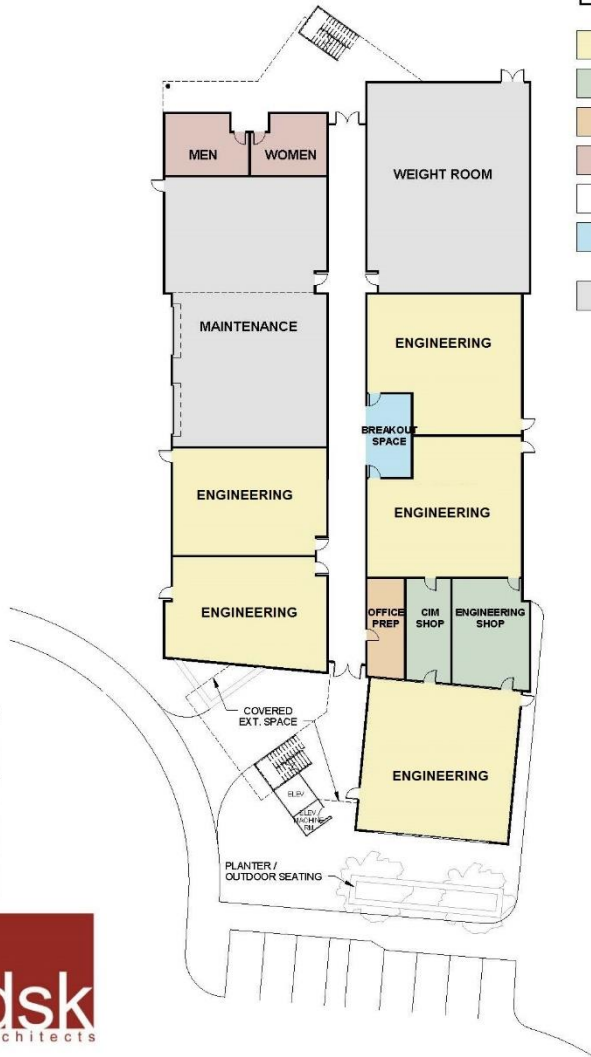 MEN
WOMEN
WEIGHT ROOM
MAINTENANCE
ENGINEERING
BREAKOUT
SPACE
ENGINEERING
ENGINEERING
ENGINEERING
OFFICE
PREP
CIM
SHOP
ENGINEERING
SHOP
COVERED
EXT. SPACE
ENGINEERING
ELEV.
ELEV.
MACHINE
RM.
PLANTER /
OUTDOOR SEATING
dsk
chitects